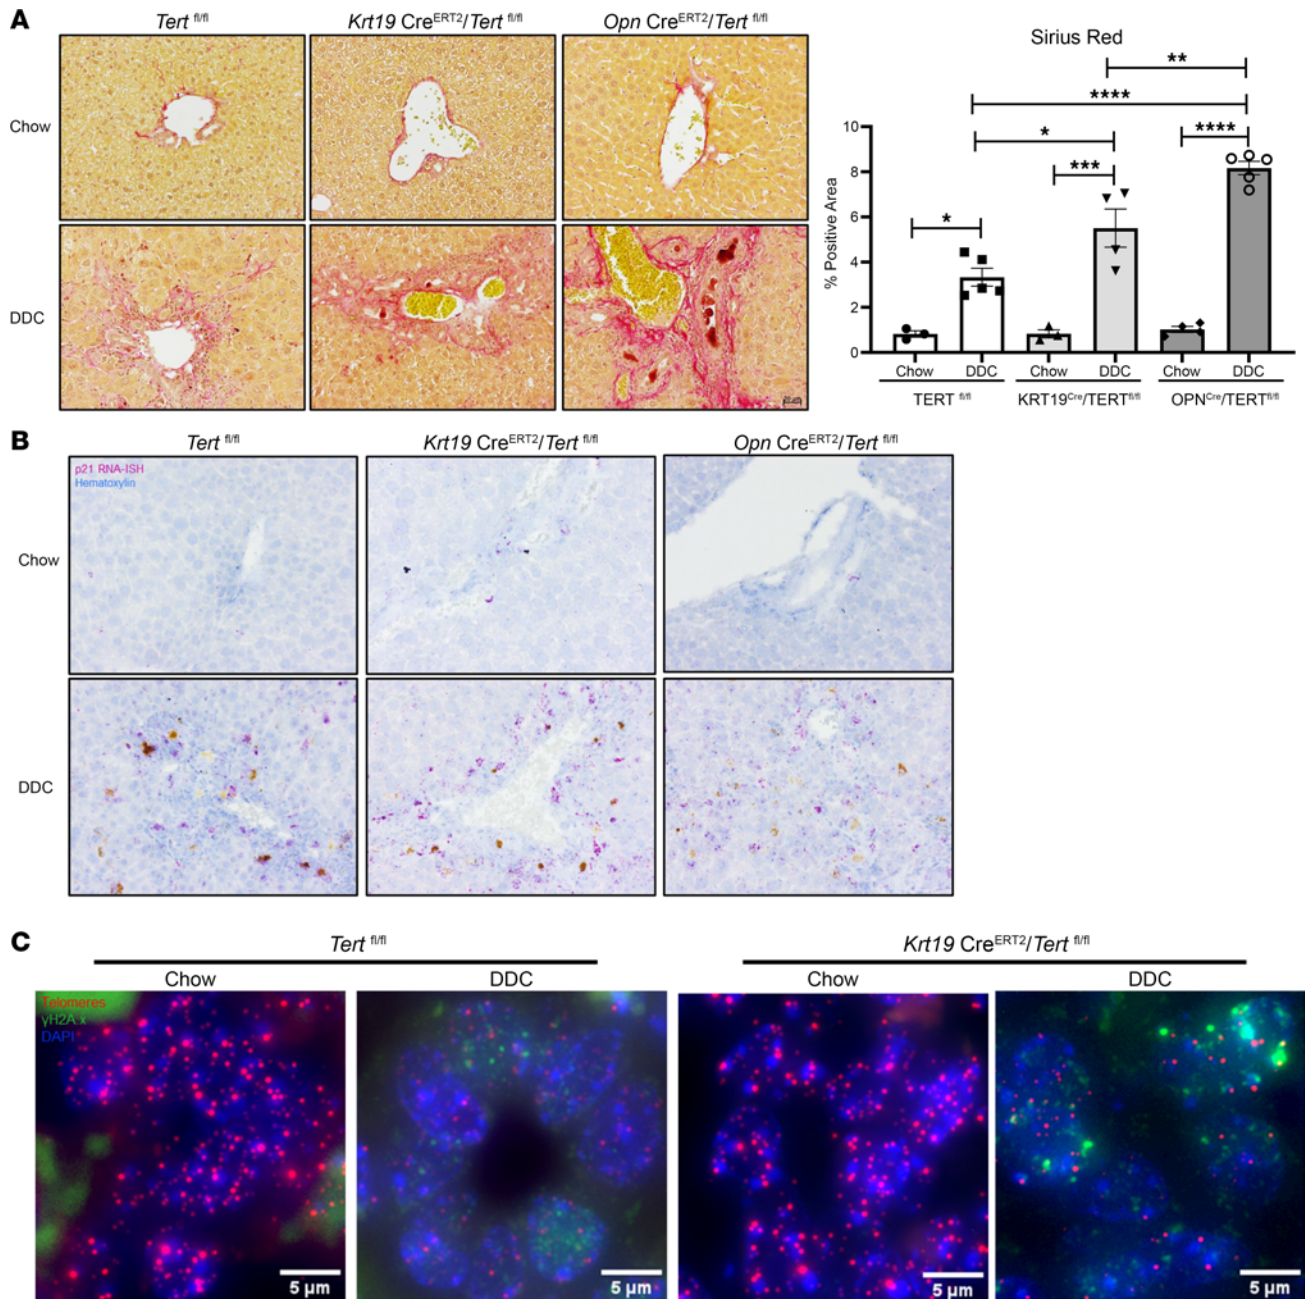 A
Tert fl/fl
Krt19 CreERT2/Tert fl/fl
Opn CreERT2/Tert fl/fl
Chow
DDC
Sirius Red
**
****
*
****
***
*
% Positive Area
10
8
6
4
2
0
Chow
DDC
Chow
DDC
Chow
DDC
TERT fl/fl
KRT19Cre/TERTfl/fl
OPNCre/TERTfl/fl
B
Tert fl/fl
Krt19 CreERT2/Tert fl/fl
Opn CreERT2/Tert fl/fl
p21 RNA-ISH
Hematoxylin
Chow
DDC
C
Tert fl/fl
Krt19 CreERT2/Tert fl/fl
Chow
DDC
Chow
DDC
Telomeres
γH2A.x
DAPI
5 μm
5 μm
5 μm
5 μm